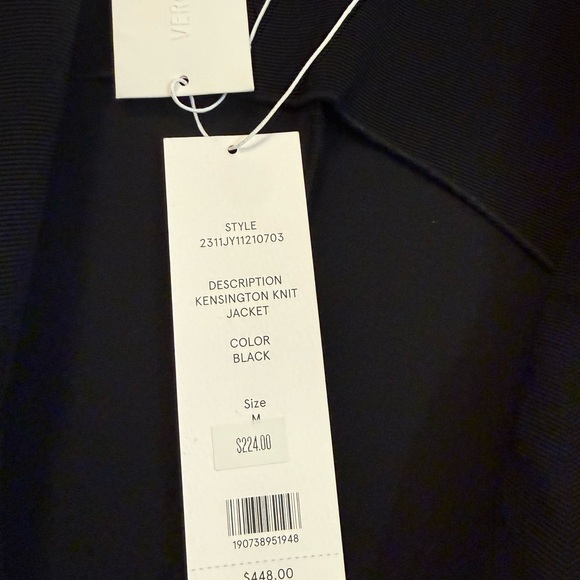 STYLE
2311JY11210703
DESCRIPTION
KENSINGTON KNIT
JACKET
COLOR
BLACK
Size
M
$224.00
190738951948
$448.00